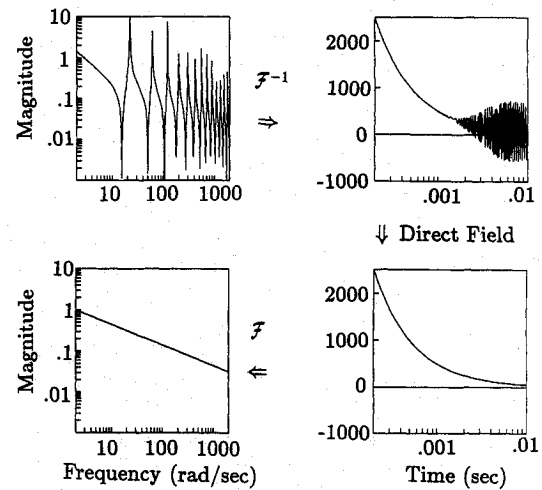 Magnitude
10
1
.1
.01
10 100 1000
ℱ⁻¹
⇒
2000
1000
0
-1000
.001 .01
⇓ Direct Field
Magnitude
10
1
.1
.01
10 100 1000
Frequency (rad/sec)
ℱ
⇐
2000
1000
0
-1000
.001 .01
Time (sec)